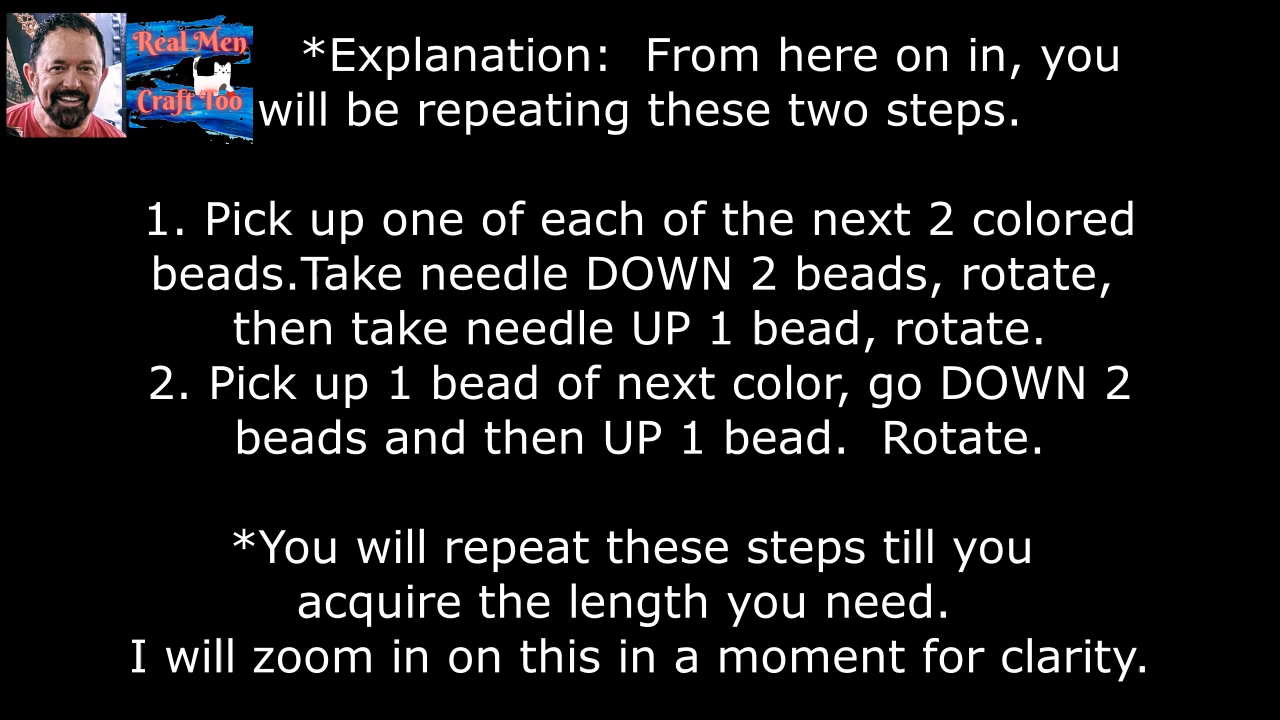 Real Men
Craft Too
*Explanation: From here on in, you
will be repeating these two steps.
1. Pick up one of each of the next 2 colored
beads.Take needle DOWN 2 beads, rotate,
then take needle UP 1 bead, rotate.
2. Pick up 1 bead of next color, go DOWN 2
beads and then UP 1 bead. Rotate.
*You will repeat these steps till you
acquire the length you need.
I will zoom in on this in a moment for clarity.